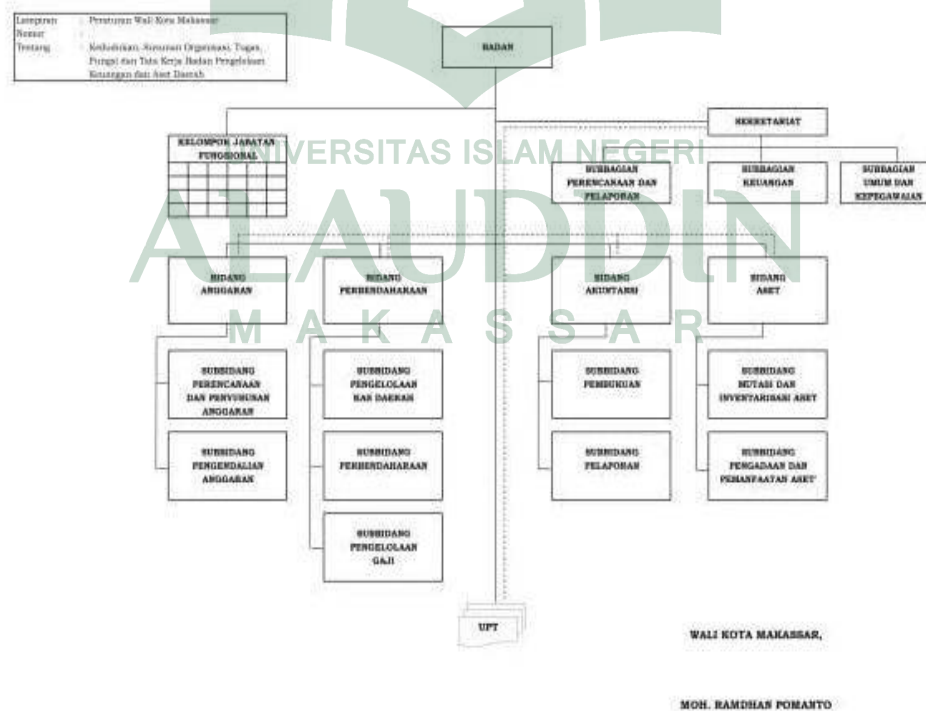 Lampiran : Peraturan Wali Kota Makassar
Nomor :
Tentang : Kedudukan, Susunan Organisasi, Tugas,
Fungsi dan Tata Kerja Badan Pengelolaan
Keuangan dan Aset Daerah
BADAN
SEKRETARIAT
KELOMPOK JABATAN
FUNGSIONAL
UNIVERSITAS ISLAM NEGERI
SUBBAGIAN
PERENCANAAN DAN
PELAPORAN
SUBBAGIAN
KEUANGAN
SUBBAGIAN
UMUM DAN
KEPEGAWAIAN
ALAUDDIN
BIDANG
ANGGARAN
BIDANG
PERBENDAHARAAN
BIDANG
AKUNTANSI
BIDANG
ASET
MAKASSAR
SUBBIDANG
PERENCANAAN
DAN PENYUSUNAN
ANGGARAN
SUBBIDANG
PENGELOLAAN
KAS DAERAH
SUBBIDANG
PEMBUKUAN
SUBBIDANG
MUTASI DAN
INVENTARISASI ASET
SUBBIDANG
PENGENDALIAN
ANGGARAN
SUBBIDANG
PERBENDAHARAAN
SUBBIDANG
PELAPORAN
SUBBIDANG
PENGADAAN DAN
PEMANFAATAN ASET
SUBBIDANG
PENGELOLAAN
GAJI
UPT
WALI KOTA MAKASSAR,
MOH. RAMDHAN POMANTO